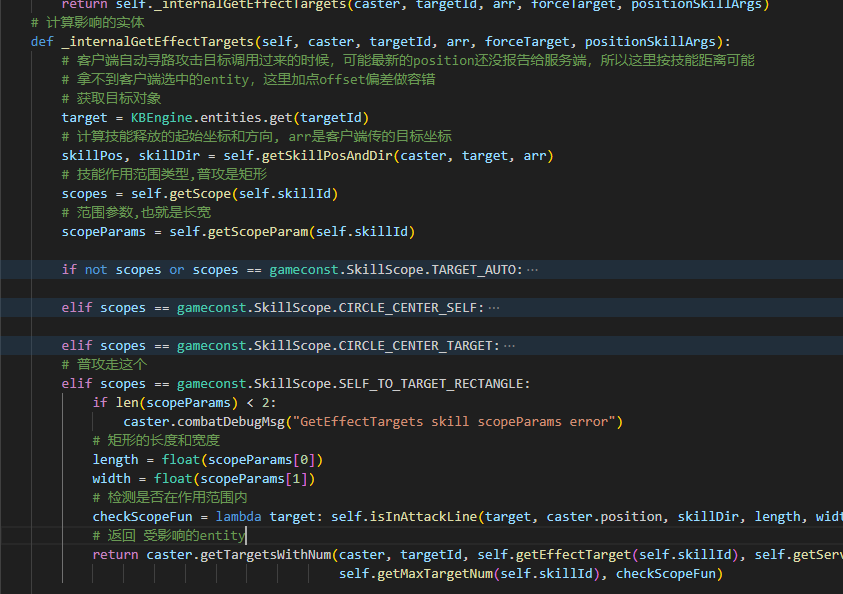 return self._internalGetEffectTargets(caster, targetId, arr, forceTarget, positionSkillArgs)
# 计算影响的实体
def _internalGetEffectTargets(self, caster, targetId, arr, forceTarget, positionSkillArgs):
# 客户端自动寻路攻击目标调用过来的时候，可能最新的position还没报告给服务端，所以这里按技能距离可能
# 拿不到客户端选中的entity，这里加点offset偏差做容错
# 获取目标对象
target = KBEngine.entities.get(targetId)
# 计算技能释放的起始坐标和方向, arr是客户端传的目标坐标
skillPos, skillDir = self.getSkillPosAndDir(caster, target, arr)
# 技能作用范围类型,普攻是矩形
scopes = self.getScope(self.skillId)
# 范围参数,也就是长宽
scopeParams = self.getScopeParam(self.skillId)
if not scopes or scopes == gameconst.SkillScope.TARGET_AUTO:…
elif scopes == gameconst.SkillScope.CIRCLE_CENTER_SELF:…
elif scopes == gameconst.SkillScope.CIRCLE_CENTER_TARGET:…
# 普攻走这个
elif scopes == gameconst.SkillScope.SELF_TO_TARGET_RECTANGLE:
if len(scopeParams) < 2:
caster.combatDebugMsg("GetEffectTargets skill scopeParams error")
# 矩形的长度和宽度
length = float(scopeParams[0])
width = float(scopeParams[1])
# 检测是否在作用范围内
checkScopeFun = lambda target: self.isInAttackLine(target, caster.position, skillDir, length, widt
# 返回 受影响的entity
return caster.getTargetsWithNum(caster, targetId, self.getEffectTarget(self.skillId), self.getServ
self.getMaxTargetNum(self.skillId), checkScopeFun)